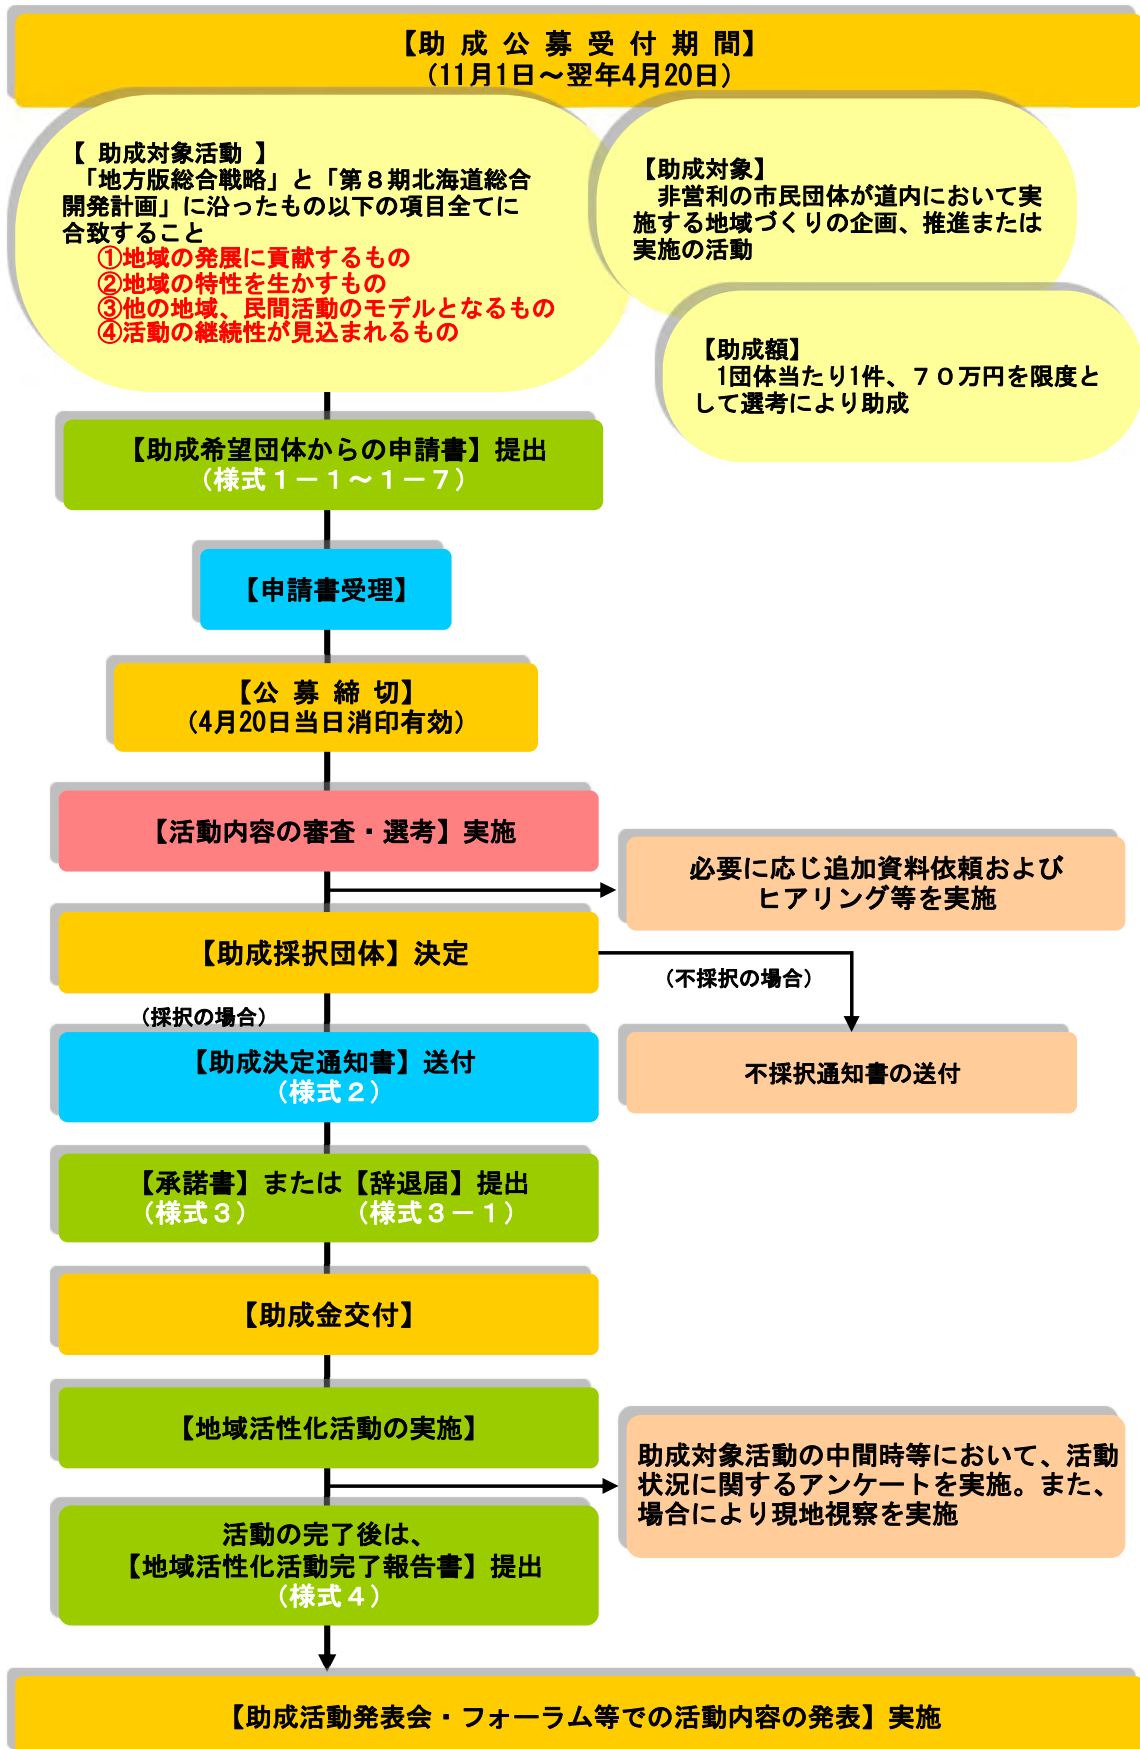 【助 成 公 募 受 付 期 間】
（11月1日～翌年4月20日）
【 助成対象活動 】
「地方版総合戦略」と「第８期北海道総合
開発計画」に沿ったもの以下の項目全てに
合致すること
①地域の発展に貢献するもの
②地域の特性を生かすもの
③他の地域、民間活動のモデルとなるもの
④活動の継続性が見込まれるもの
【助成対象】
非営利の市民団体が道内において実
施する地域づくりの企画、推進または
実施の活動
【助成額】
1団体当たり1件、７０万円を限度と
して選考により助成
【助成希望団体からの申請書】提出
（様式１－１～１－７）
【申請書受理】
【公 募 締 切】
（4月20日当日消印有効）
【活動内容の審査・選考】実施
必要に応じ追加資料依頼および
ヒアリング等を実施
【助成採択団体】決定
（不採択の場合）
（採択の場合）
【助成決定通知書】送付
（様式２）
不採択通知書の送付
【承諾書】または【辞退届】提出
（様式３） （様式３－１）
【助成金交付】
【地域活性化活動の実施】
助成対象活動の中間時等において、活動
状況に関するアンケートを実施。また、
場合により現地視察を実施
活動の完了後は、
【地域活性化活動完了報告書】提出
（様式４）
【助成活動発表会・フォーラム等での活動内容の発表】実施